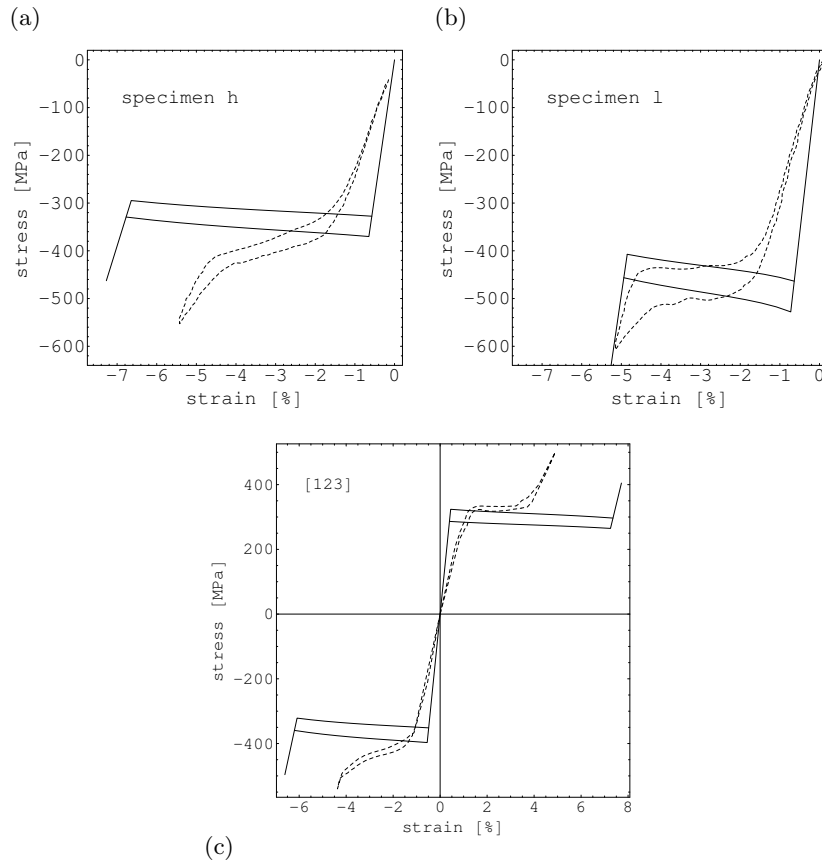 (a)
(b)
0
−100
−200
−300
−400
−500
−600
stress [MPa]
specimen h
−7 −6 −5 −4 −3 −2 −1 0
strain [%]
0
−100
−200
−300
−400
−500
−600
stress [MPa]
specimen l
−7 −6 −5 −4 −3 −2 −1 0
strain [%]
400
200
0
−200
−400
stress [MPa]
[123]
−6 −4 −2 0 2 4 6 8
strain [%]
(c)